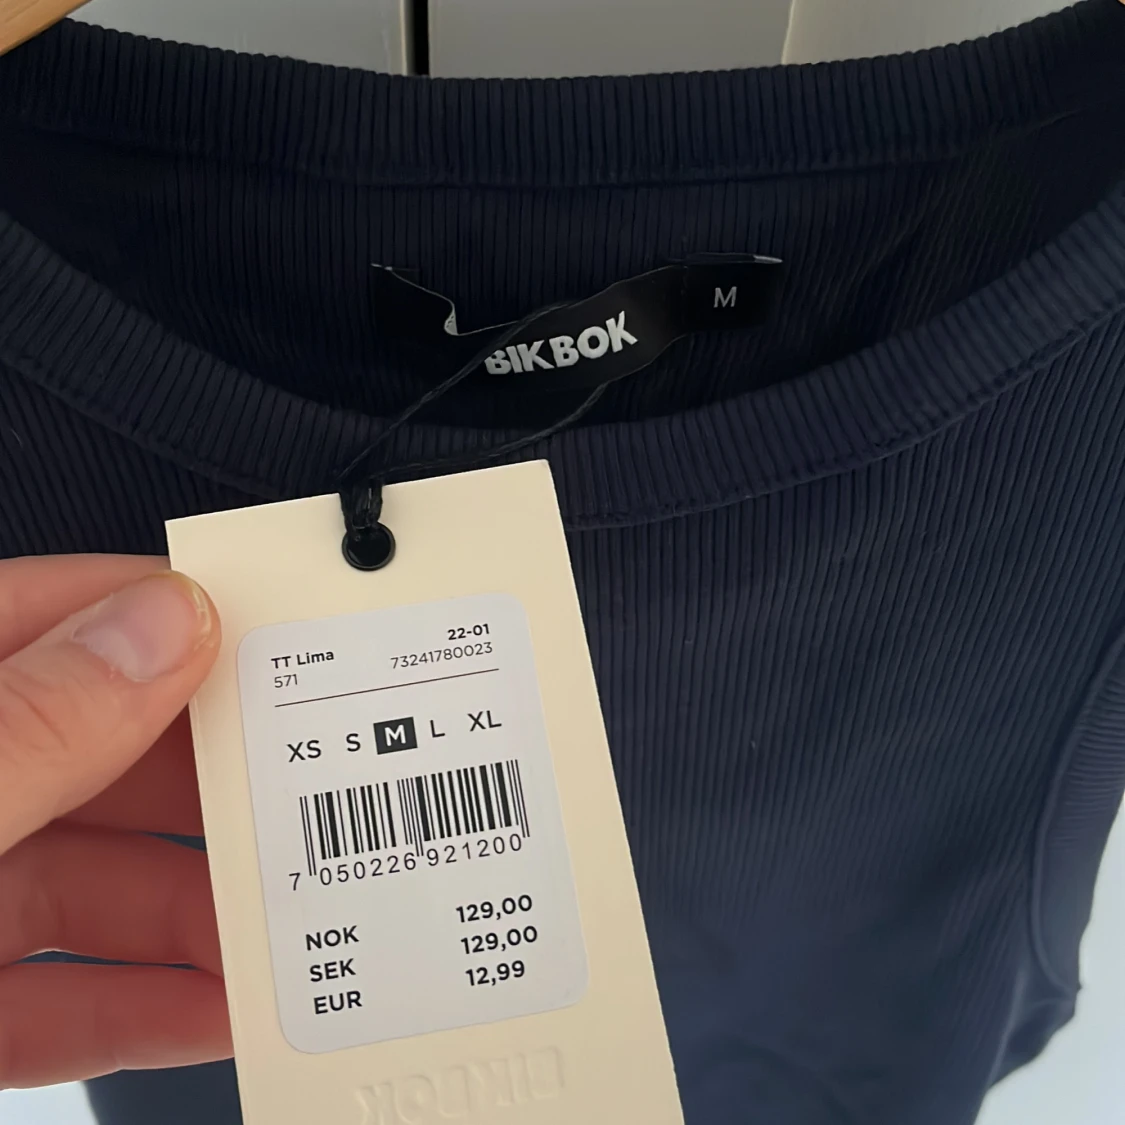 M
BIKBOK
22-01
TT Lima 73241780023
571
XS S M L XL
7 050226 921200
NOK 129,00
SEK 129,00
EUR 12,99
BIKBOK